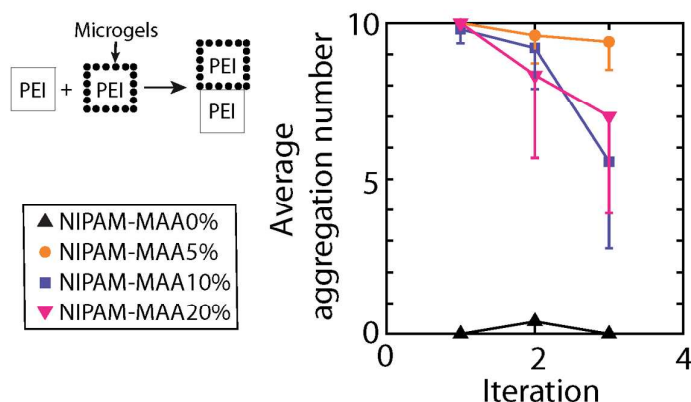 Microgels
PEI + PEI PEI
PEI
NIPAM-MAA0%
NIPAM-MAA5%
NIPAM-MAA10%
NIPAM-MAA20%
Average
aggregation number
10
5
0
0 2 4
Iteration